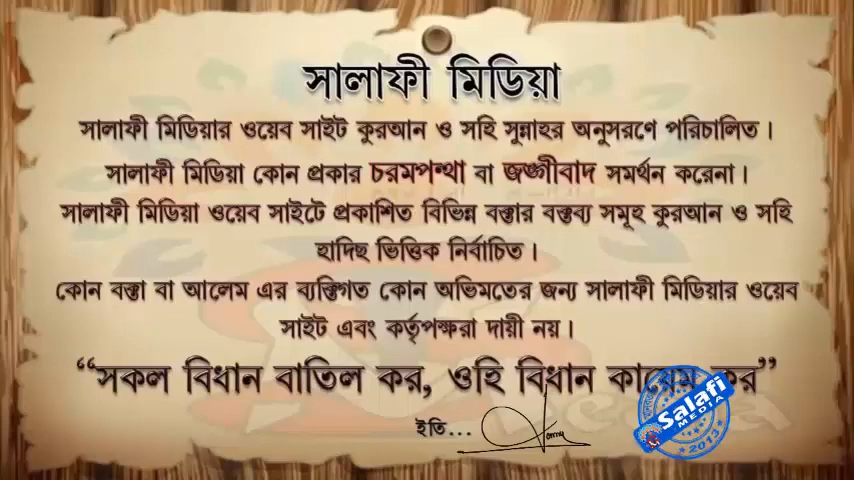 সালাফী মিডিয়া
সালাফী মিডিয়ার ওয়েব সাইট কুরআন ও সহি সুন্নাহর অনুসরণে পরিচালিত।
সালাফী মিডিয়া কোন প্রকার চরমপন্থা বা জঙ্গীবাদ সমর্থন করেনা।
সালাফী মিডিয়া ওয়েব সাইটে প্রকাশিত বিভিন্ন বক্তার বক্তব্য সমূহ কুরআন ও সহি
হাদিছ ভিত্তিক নির্বাচিত।
কোন বক্তা বা আলেম এর ব্যক্তিগত কোন অভিমতের জন্য সালাফী মিডিয়ার ওয়েব
সাইট এবং কর্তৃপক্ষরা দায়ী নয়।
“সকল বিধান বাতিল কর, ওহি বিধান কায়েম কর”
ইতি...
Salafi
MEDIA
2013